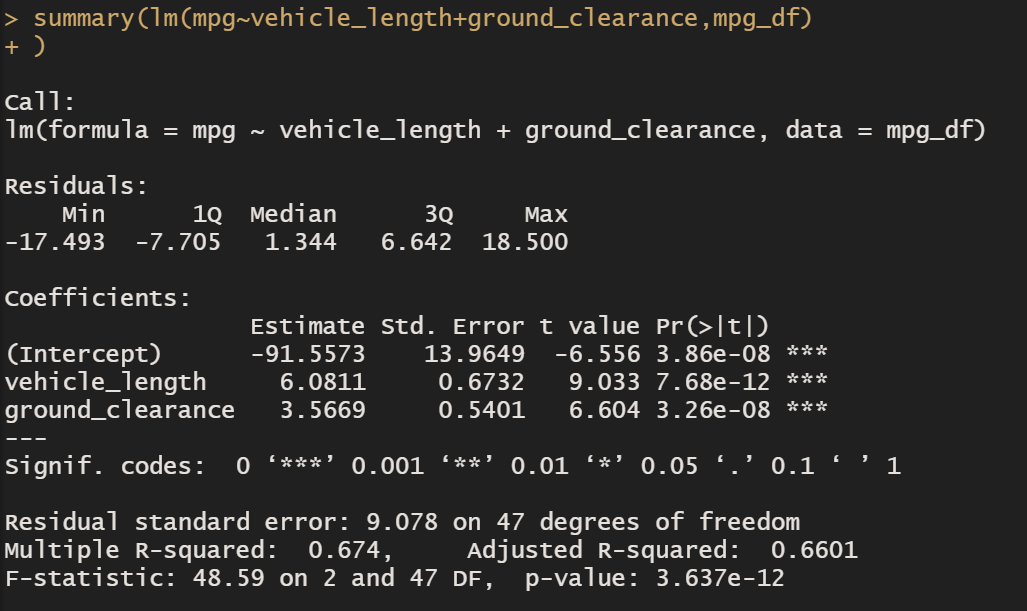 > summary(lm(mpg~vehicle_length+ground_clearance,mpg_df)
+ )
Call:
lm(formula = mpg ~ vehicle_length + ground_clearance, data = mpg_df)
Residuals:
    Min      1Q  Median      3Q     Max
-17.493  -7.705   1.344   6.642  18.500
Coefficients:
                 Estimate Std. Error t value Pr(>|t|)
(Intercept)      -91.5573    13.9649  -6.556 3.86e-08 ***
vehicle_length     6.0811     0.6732   9.033 7.68e-12 ***
ground_clearance   3.5669     0.5401   6.604 3.26e-08 ***
---
Signif. codes:  0 ‘***’ 0.001 ‘**’ 0.01 ‘*’ 0.05 ‘.’ 0.1 ‘ ’ 1
Residual standard error: 9.078 on 47 degrees of freedom
Multiple R-squared:  0.674,	Adjusted R-squared:  0.6601
F-statistic: 48.59 on 2 and 47 DF,  p-value: 3.637e-12